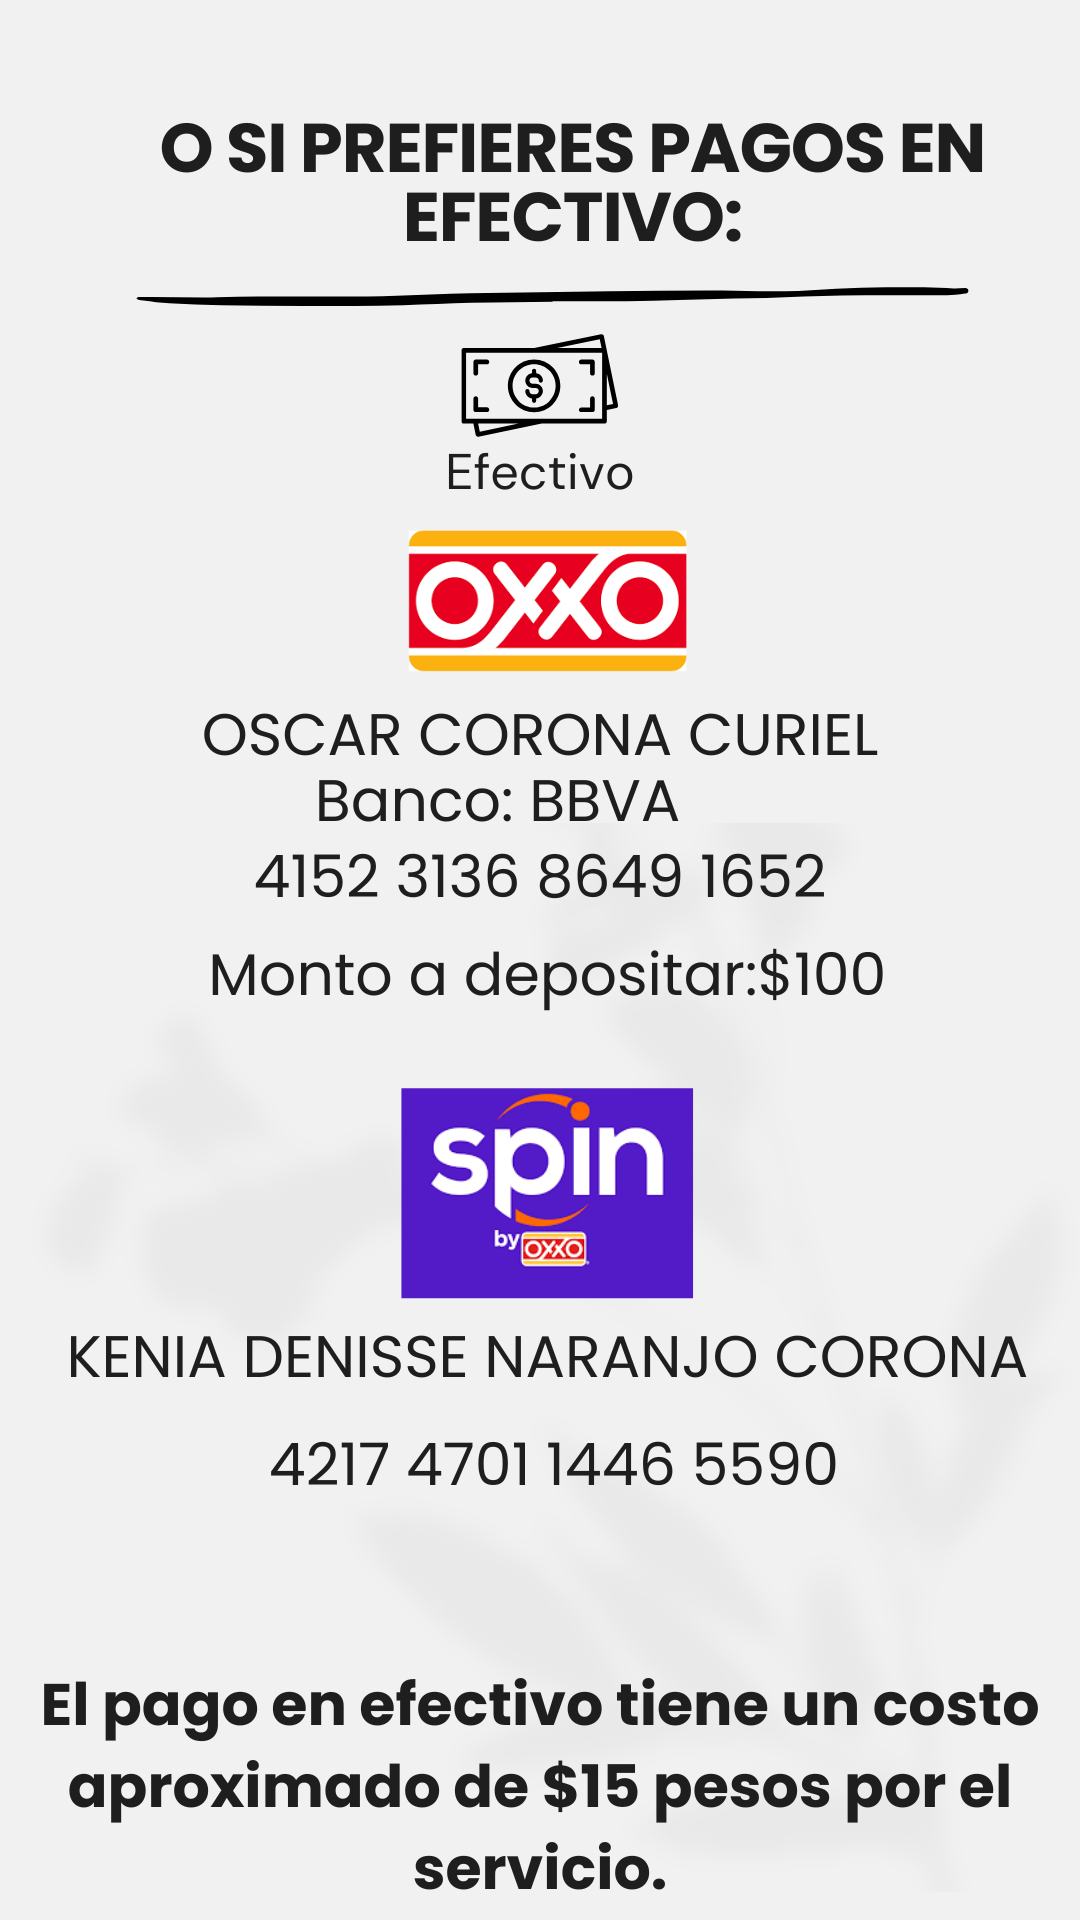 O SI PREFIERES PAGOS EN
EFECTIVO:
$
Efectivo
OXXO
OSCAR CORONA CURIEL
Banco: BBVA
4152 3136 8649 1652
Monto a depositar:$100
spin
by OXXO
KENIA DENISSE NARANJO CORONA
4217 4701 1446 5590
El pago en efectivo tiene un costo
aproximado de $15 pesos por el
servicio.